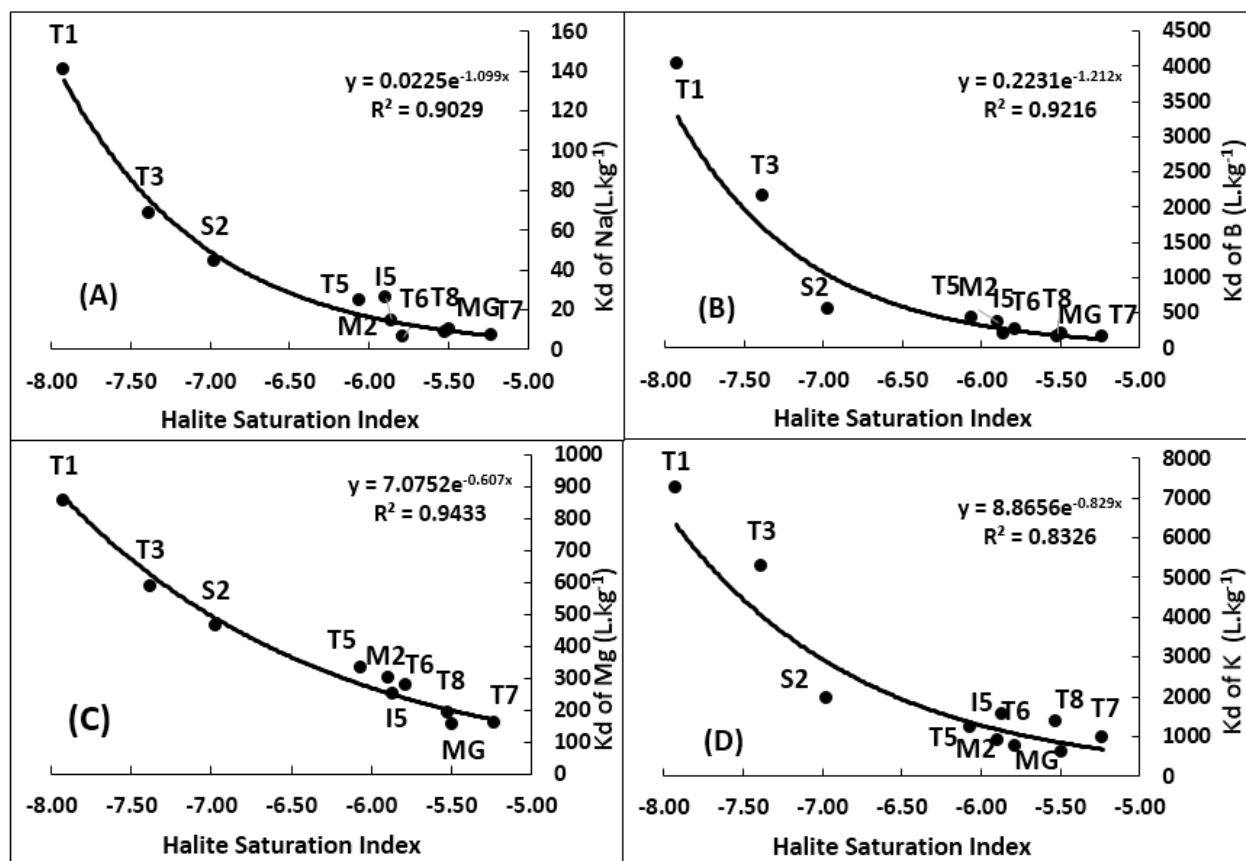 T1
T3
S2
T5
I5
M2
T6
T8
MG
T7
(A)
y = 0.0225e^-1.099x
R² = 0.9029
160
140
120
100
80
60
40
20
0
Kd of Na(L.kg⁻¹)
-8.00 -7.50 -7.00 -6.50 -6.00 -5.50 -5.00
Halite Saturation Index
T1
T3
S2
T5
M2
I5
T6
T8
MG
T7
(B)
y = 0.2231e^-1.212x
R² = 0.9216
4500
4000
3500
3000
2500
2000
1500
1000
500
0
Kd of B (L.kg⁻¹)
-8.00 -7.50 -7.00 -6.50 -6.00 -5.50 -5.00
Halite Saturation Index
T1
T3
S2
T5
M2
T6
I5
T8
MG
T7
(C)
y = 7.0752e^-0.607x
R² = 0.9433
1000
900
800
700
600
500
400
300
200
100
0
Kd of Mg (L.kg⁻¹)
-8.00 -7.50 -7.00 -6.50 -6.00 -5.50 -5.00
Halite Saturation Index
T1
T3
S2
T5
I5
M2
T6
MG
T8
T7
(D)
y = 8.8656e^-0.829x
R² = 0.8326
8000
7000
6000
5000
4000
3000
2000
1000
0
Kd of K (L.kg⁻¹)
-8.00 -7.50 -7.00 -6.50 -6.00 -5.50 -5.00
Halite Saturation Index